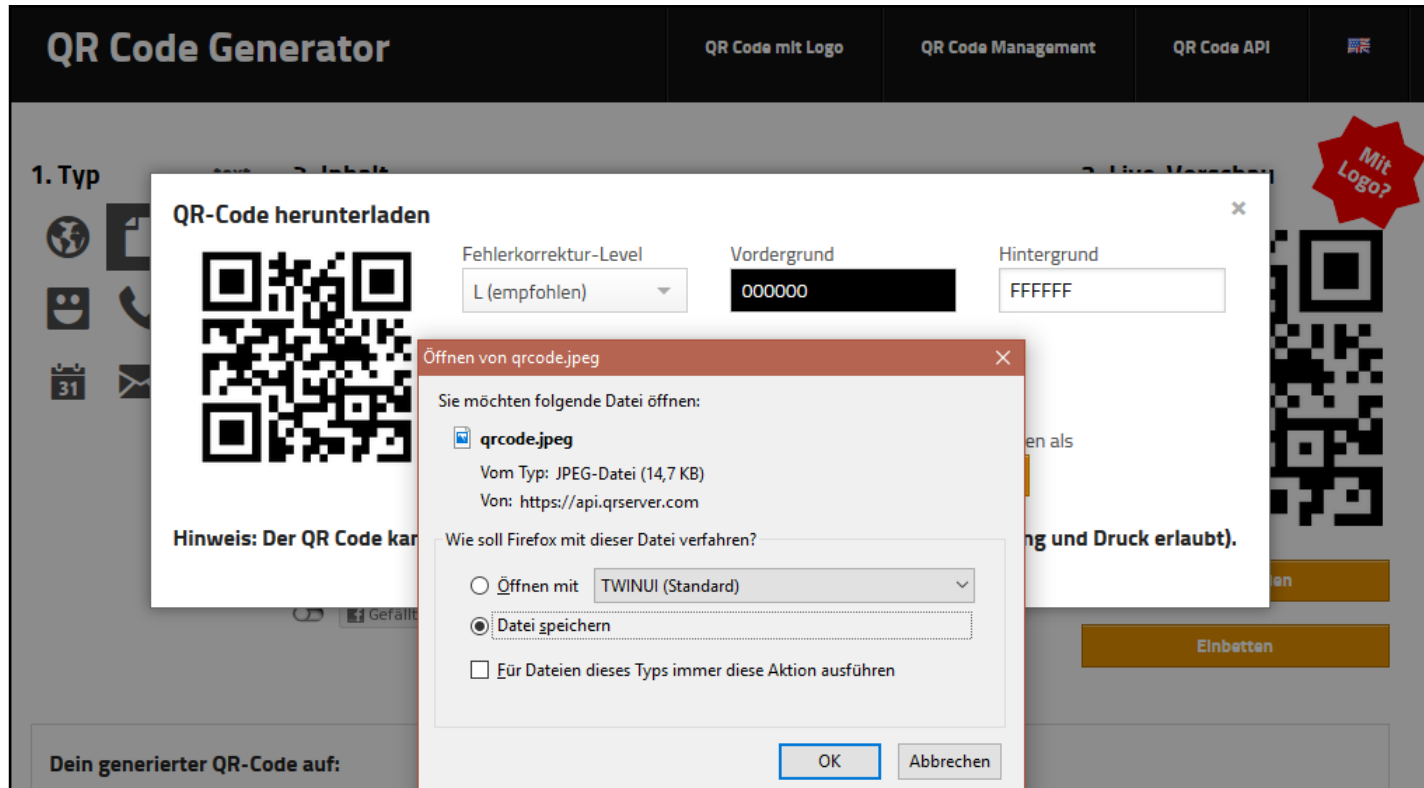 QR Code Generator
QR Code mit Logo
QR Code Management
QR Code API
Mit
Logo?
1. Typ
QR-Code herunterladen
×
Fehlerkorrektur-Level
Vordergrund
Hintergrund
L (empfohlen)
000000
FFFFFF
31
Öffnen von qrcode.jpeg
Sie möchten folgende Datei öffnen:
qrcode.jpeg
Vom Typ: JPEG-Datei (14,7 KB)
Von: https://api.qrserver.com
en als
Hinweis: Der QR Code kan
ng und Druck erlaubt).
Wie soll Firefox mit dieser Datei verfahren?
Öffnen mit
TWINUI (Standard)
Datei speichern
Für Dateien dieses Typs immer diese Aktion ausführen
OK
Abbrechen
Gefällt
Einbetten
Dein generierter QR-Code auf: